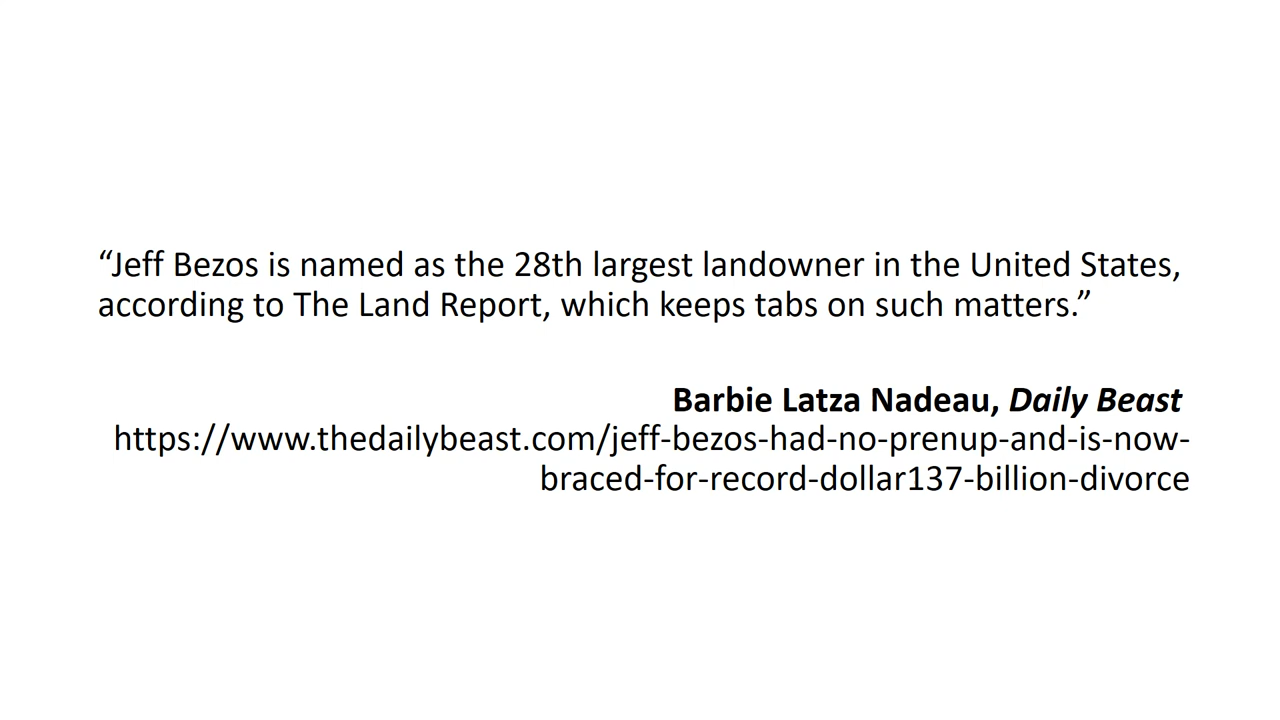 “Jeff Bezos is named as the 28th largest landowner in the United States,
according to The Land Report, which keeps tabs on such matters.”
Barbie Latza Nadeau, Daily Beast
https://www.thedailybeast.com/jeff-bezos-had-no-prenup-and-is-now-
braced-for-record-dollar137-billion-divorce